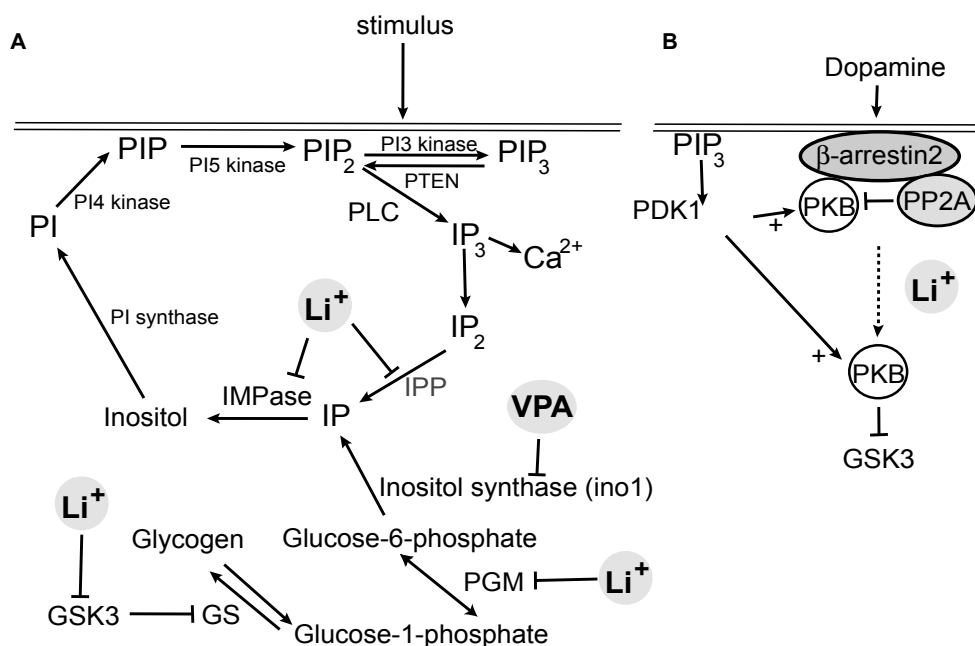 A
stimulus
PIP
PI5 kinase
PIP2
PI3 kinase
PTEN
PIP3
PI4 kinase
PI
PLC
IP3
Ca2+
PI synthase
Li+
IP2
IPP
IMPase
Inositol
IP
VPA
Inositol synthase (ino1)
Li+
Glycogen
Glucose-6-phosphate
PGM
Li+
GSK3
GS
Glucose-1-phosphate
B
Dopamine
PIP3
β-arrestin2
PDK1
+
PKB
PP2A
Li+
+
PKB
GSK3